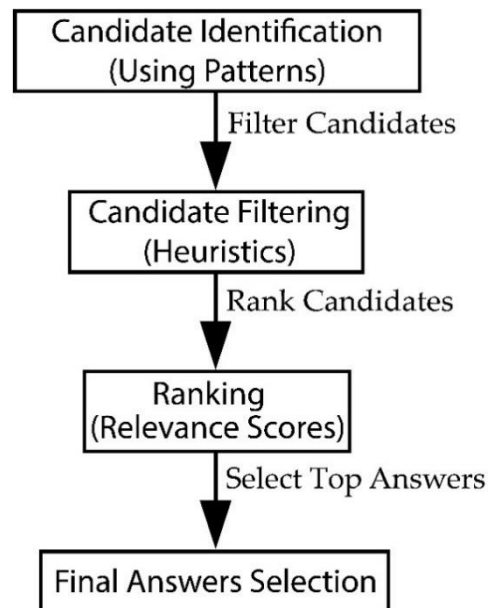 Candidate Identification
(Using Patterns)
Filter Candidates
Candidate Filtering
(Heuristics)
Rank Candidates
Ranking
(Relevance Scores)
Select Top Answers
Final Answers Selection